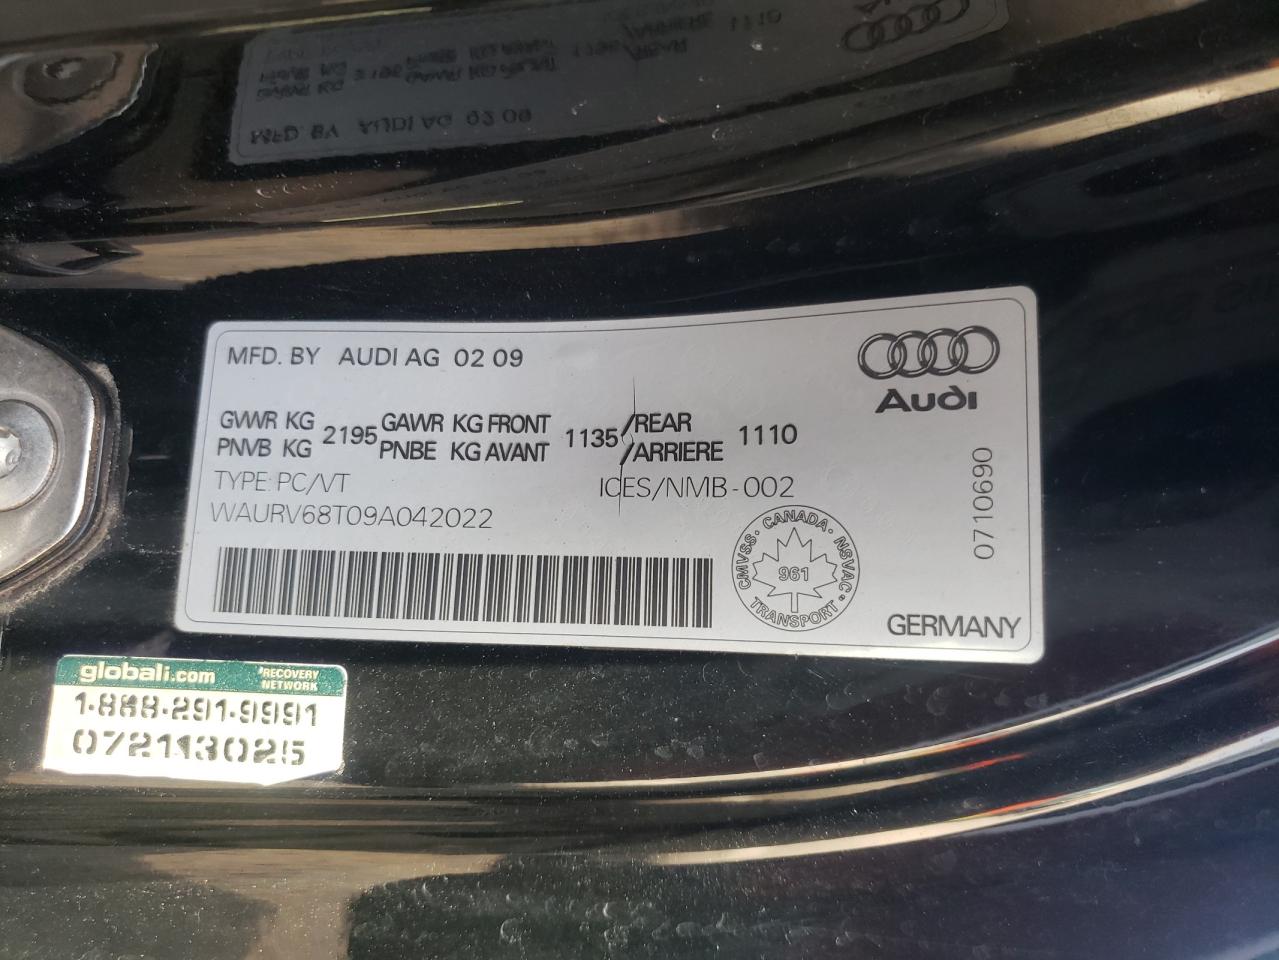 MFD. BY AUDI AG 02 09
Audi
GVWR KG 2195 GAWR KG FRONT 1135 /REAR 1110
PNVB KG PNBE KG AVANT /ARRIERE
TYPE: PC/VT ICES/NMB-002
WAURV68T09A042022
0710690
CMVSS. CANADA. NSVAC
961
TRANSPORT
GERMANY
globali.com RECOVERY NETWORK
1-888-291-9991
072113025